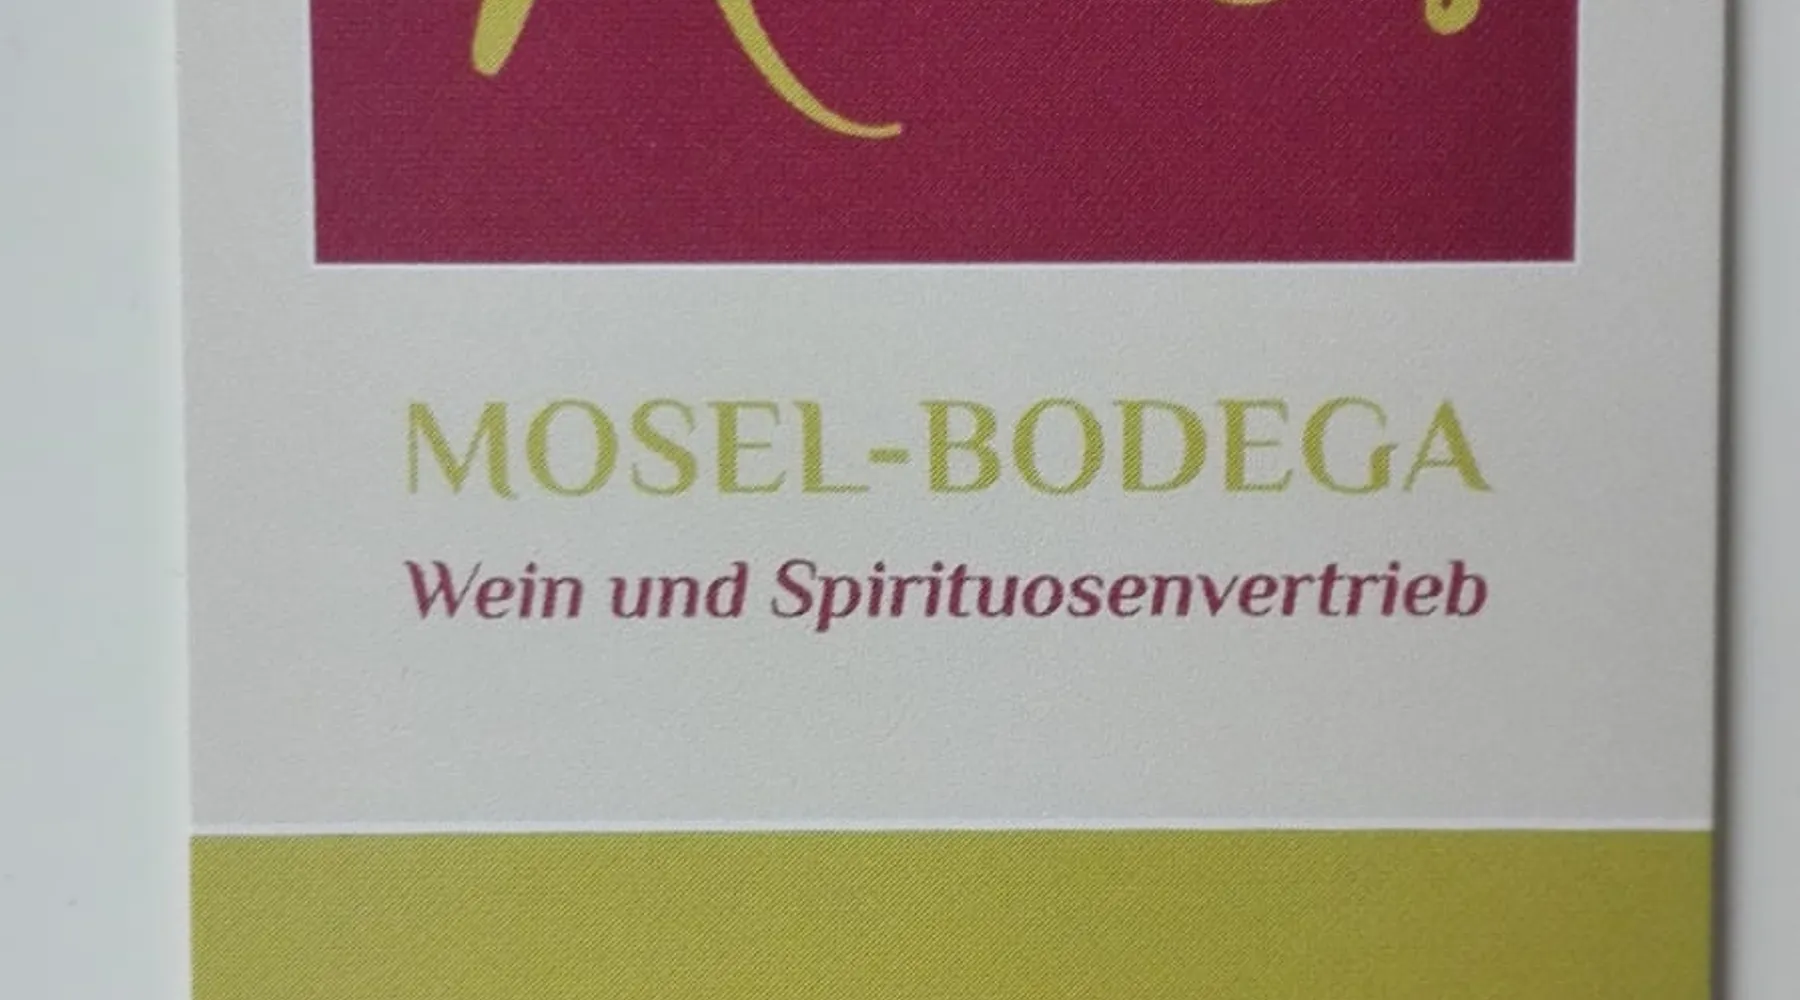 MOSEL-BODEGA
Wein und Spirituosenvertrieb